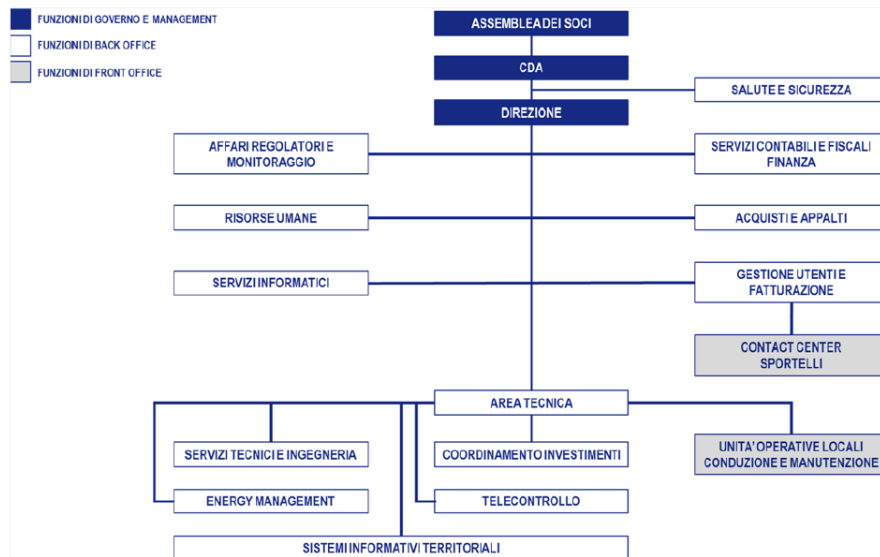 FUNZIONI DI GOVERNO E MANAGEMENT
FUNZIONI DI BACK OFFICE
FUNZIONI DI FRONT OFFICE
ASSEMBLEA DEI SOCI
CDA
SALUTE E SICUREZZA
DIREZIONE
AFFARI REGOLATORI E
MONITORAGGIO
SERVIZI CONTABILI E FISCALI
FINANZA
RISORSE UMANE
ACQUISTI E APPALTI
SERVIZI INFORMATICI
GESTIONE UTENTI E
FATTURAZIONE
CONTACT CENTER
SPORTELLI
AREA TECNICA
SERVIZI TECNICI E INGEGNERIA
COORDINAMENTO INVESTIMENTI
UNITA' OPERATIVE LOCALI
CONDUZIONE E MANUTENZIONE
ENERGY MANAGEMENT
TELECONTROLLO
SISTEMI INFORMATIVI TERRITORIALI